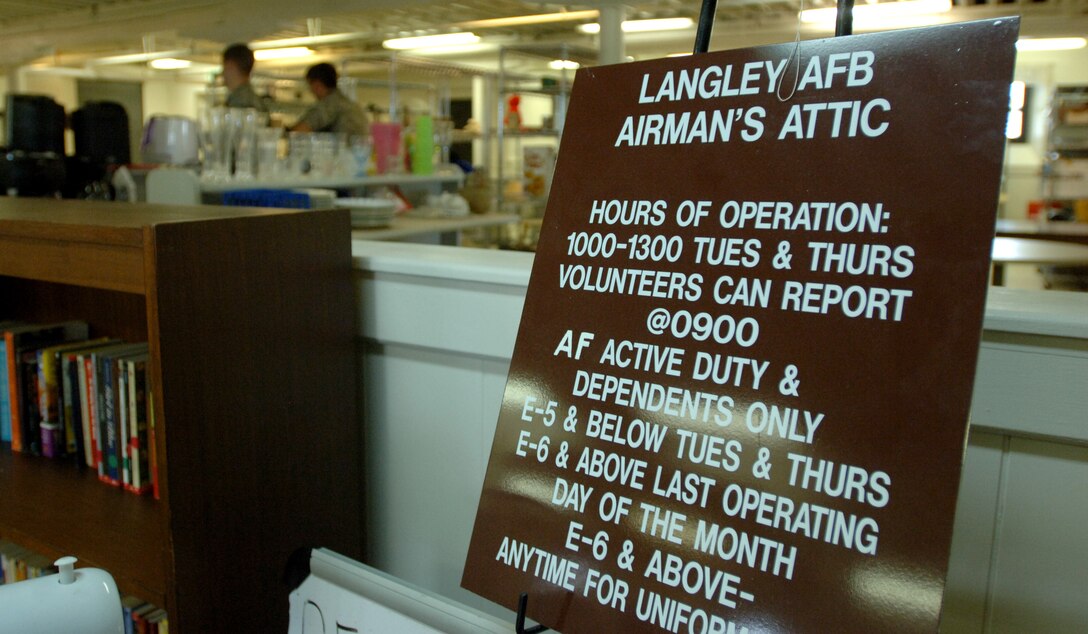 LANGLEY AFB
AIRMAN'S ATTIC
HOURS OF OPERATION:
1000-1300 TUES & THURS
VOLUNTEERS CAN REPORT
@0900
AF ACTIVE DUTY &
DEPENDENTS ONLY
E-5 & BELOW TUES & THURS
E-6 & ABOVE LAST OPERATING
DAY OF THE MONTH
E-6 & ABOVE-
ANYTIME FOR UNIFORM